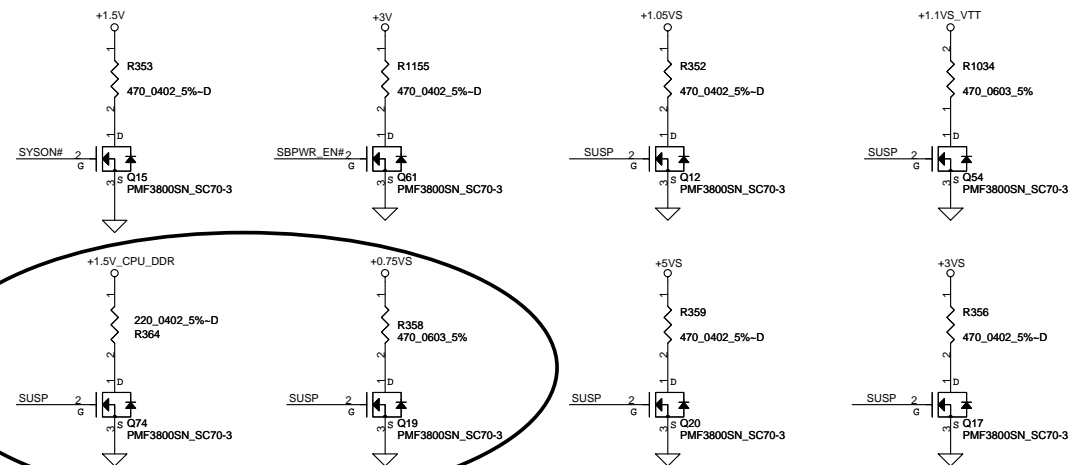 +1.5V
1
R353
470_0402_5%~D
2
1 D
SYSON# 2
G
3 S
Q15
PMF3800SN_SC70-3
+3V
1
R1155
470_0402_5%~D
2
1 D
SBPWR_EN# 2
G
3 S
Q61
PMF3800SN_SC70-3
+1.05VS
1
R352
470_0402_5%~D
2
1 D
SUSP 2
G
3 S
Q12
PMF3800SN_SC70-3
+1.1VS_VTT
2
R1034
470_0603_5%
1
1 D
SUSP 2
G
3 S
Q54
PMF3800SN_SC70-3
+1.5V_CPU_DDR
1
220_0402_5%~D
R364
2
1 D
SUSP 2
G
3 S
Q74
PMF3800SN_SC70-3
+0.75VS
1
R358
470_0603_5%
2
1 D
SUSP 2
G
3 S
Q19
PMF3800SN_SC70-3
+5VS
1
R359
470_0402_5%~D
2
1 D
SUSP 2
G
3 S
Q20
PMF3800SN_SC70-3
+3VS
1
R356
470_0402_5%~D
2
1 D
SUSP 2
G
3 S
Q17
PMF3800SN_SC70-3